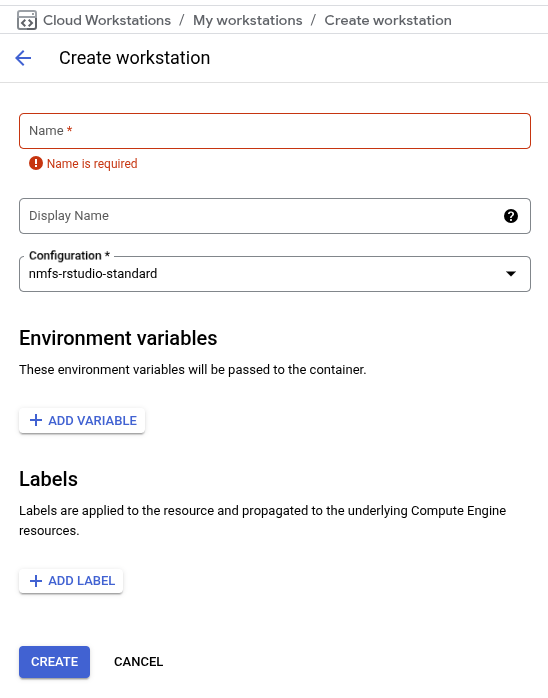 Cloud Workstations / My workstations / Create workstation
Create workstation
Name *
Name is required
Display Name
Configuration *
nmfs-rstudio-standard
Environment variables
These environment variables will be passed to the container.
ADD VARIABLE
Labels
Labels are applied to the resource and propagated to the underlying Compute Engine
resources.
ADD LABEL
CREATE CANCEL